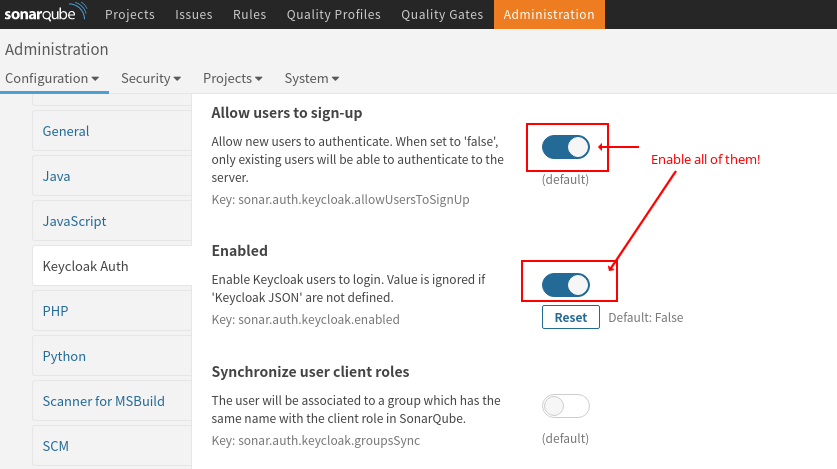 sonarqube Projects Issues Rules Quality Profiles Quality Gates Administration
Administration
Configuration Security Projects System
General
Java
JavaScript
Keycloak Auth
PHP
Python
Scanner for MSBuild
SCM
Allow users to sign-up
Allow new users to authenticate. When set to 'false',
only existing users will be able to authenticate to the
server.
Key: sonar.auth.keycloak.allowUsersToSignUp
(default)
Enable all of them!
Enabled
Enable Keycloak users to login. Value is ignored if
'Keycloak JSON' are not defined.
Key: sonar.auth.keycloak.enabled
Reset Default: False
Synchronize user client roles
The user will be associated to a group which has the
same name with the client role in SonarQube.
Key: sonar.auth.keycloak.groupsSync
(default)